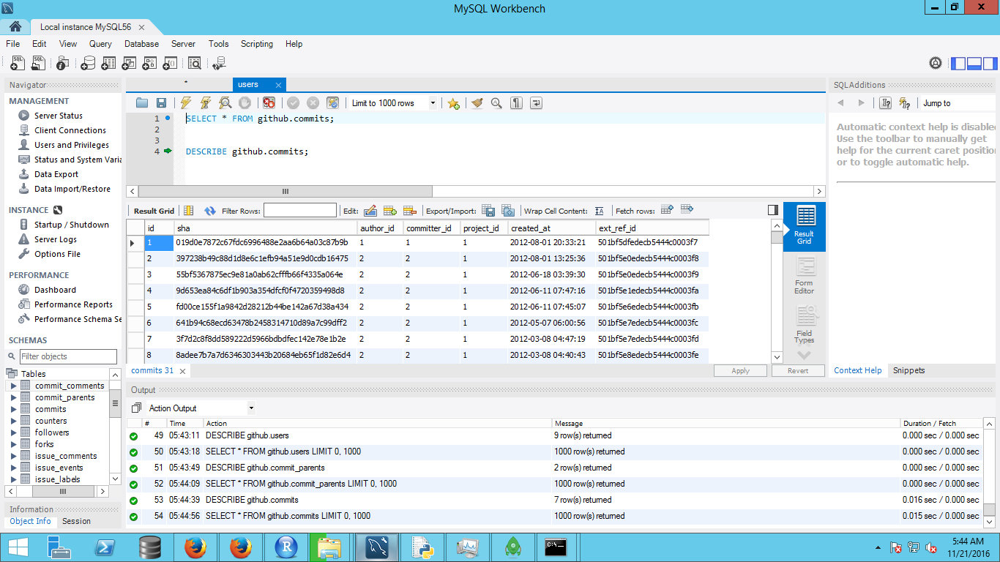 MySQL Workbench
Local instance MySQL56
File Edit View Query Database Server Tools Scripting Help
Navigator
MANAGEMENT
Server Status
Client Connections
Users and Privileges
Status and System Varia
Data Export
Data Import/Restore
INSTANCE
Startup / Shutdown
Server Logs
Options File
PERFORMANCE
Dashboard
Performance Reports
Performance Schema Se
SCHEMAS
Filter objects
Tables
commit_comments
commit_parents
commits
counters
followers
forks
issue_comments
issue_events
issue_labels
Information
Object Info Session
users
Limit to 1000 rows
1 SELECT * FROM github.commits;
2
3
4 DESCRIBE github.commits;
Result Grid Filter Rows: Edit: Export/Import: Wrap Cell Content: Fetch rows:
id sha author_id committer_id project_id created_at ext_ref_id
1 019d0e7872c67fdc6996488e2aa6b64a03c87b9b 1 1 1 2012-08-01 20:33:21 501bf5dfedecb5444c0003f7
2 397238b49c88d1d8e6c1efb94a51e9d0cdb16475 2 2 1 2012-08-01 13:25:36 501bf5e0edecb5444c0003f8
3 55bf5367875ec9e81a0ab62cfffb66f4335a064e 2 2 1 2012-06-18 03:39:30 501bf5e0edecb5444c0003f9
4 9d653ea84c6df1b903a354dfcf0f4720359498d8 2 2 1 2012-06-11 07:47:16 501bf5e1edecb5444c0003fa
5 fd00ce155f1a9842d28212b44be142a67d38a434 2 2 1 2012-06-11 07:45:07 501bf5e6edecb5444c0003fb
6 641b94c68ecd63478b2458314710d89a7c99dff2 2 2 1 2012-05-07 06:00:56 501bf5e7edecb5444c0003fc
7 3f7d2c8f8dd589222d5966bdbdfec142e78e1b2e 2 2 1 2012-03-08 04:47:19 501bf5e7edecb5444c0003fd
8 8adee7b7a7d6346303443b20684eb65f1d82e6d4 2 2 1 2012-03-08 04:40:43 501bf5e8edecb5444c0003fe
Result
Grid
Form
Editor
Field
Types
commits 31
Apply Revert
SQLAdditions
Jump to
Automatic context help is disabled
Use the toolbar to manually get
help for the current caret position
or to toggle automatic help.
Context Help Snippets
Output
Action Output
# Time Action Message Duration / Fetch
49 05:43:11 DESCRIBE github.users 9 row(s) returned 0.000 sec / 0.000 sec
50 05:43:18 SELECT * FROM github.users LIMIT 0, 1000 1000 row(s) returned 0.000 sec / 0.000 sec
51 05:43:49 DESCRIBE github.commit_parents 2 row(s) returned 0.000 sec / 0.000 sec
52 05:44:09 SELECT * FROM github.commit_parents LIMIT 0, 1000 1000 row(s) returned 0.000 sec / 0.000 sec
53 05:44:39 DESCRIBE github.commits 7 row(s) returned 0.016 sec / 0.000 sec
54 05:44:56 SELECT * FROM github.commits LIMIT 0, 1000 1000 row(s) returned 0.015 sec / 0.000 sec
5:44 AM
11/21/2016